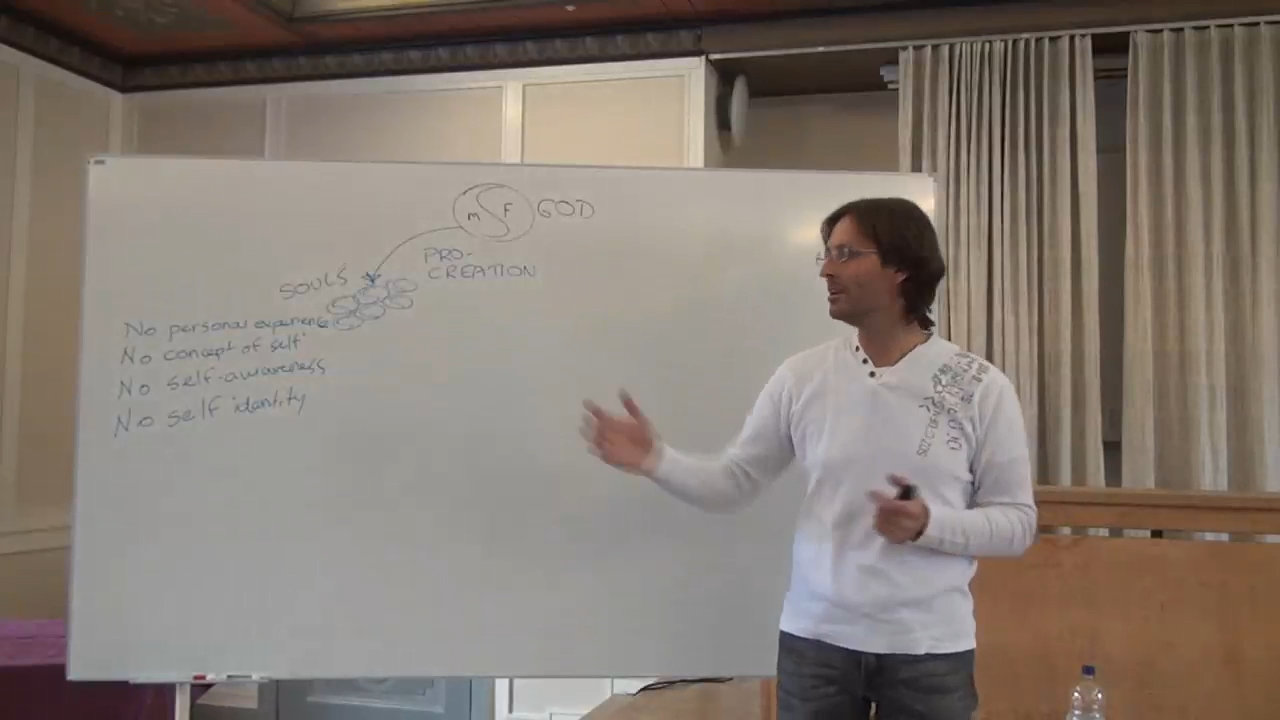 m F GOD
PRO-
CREATION
SOULS
No personal experience
No concept of self
No self-awareness
No self identity